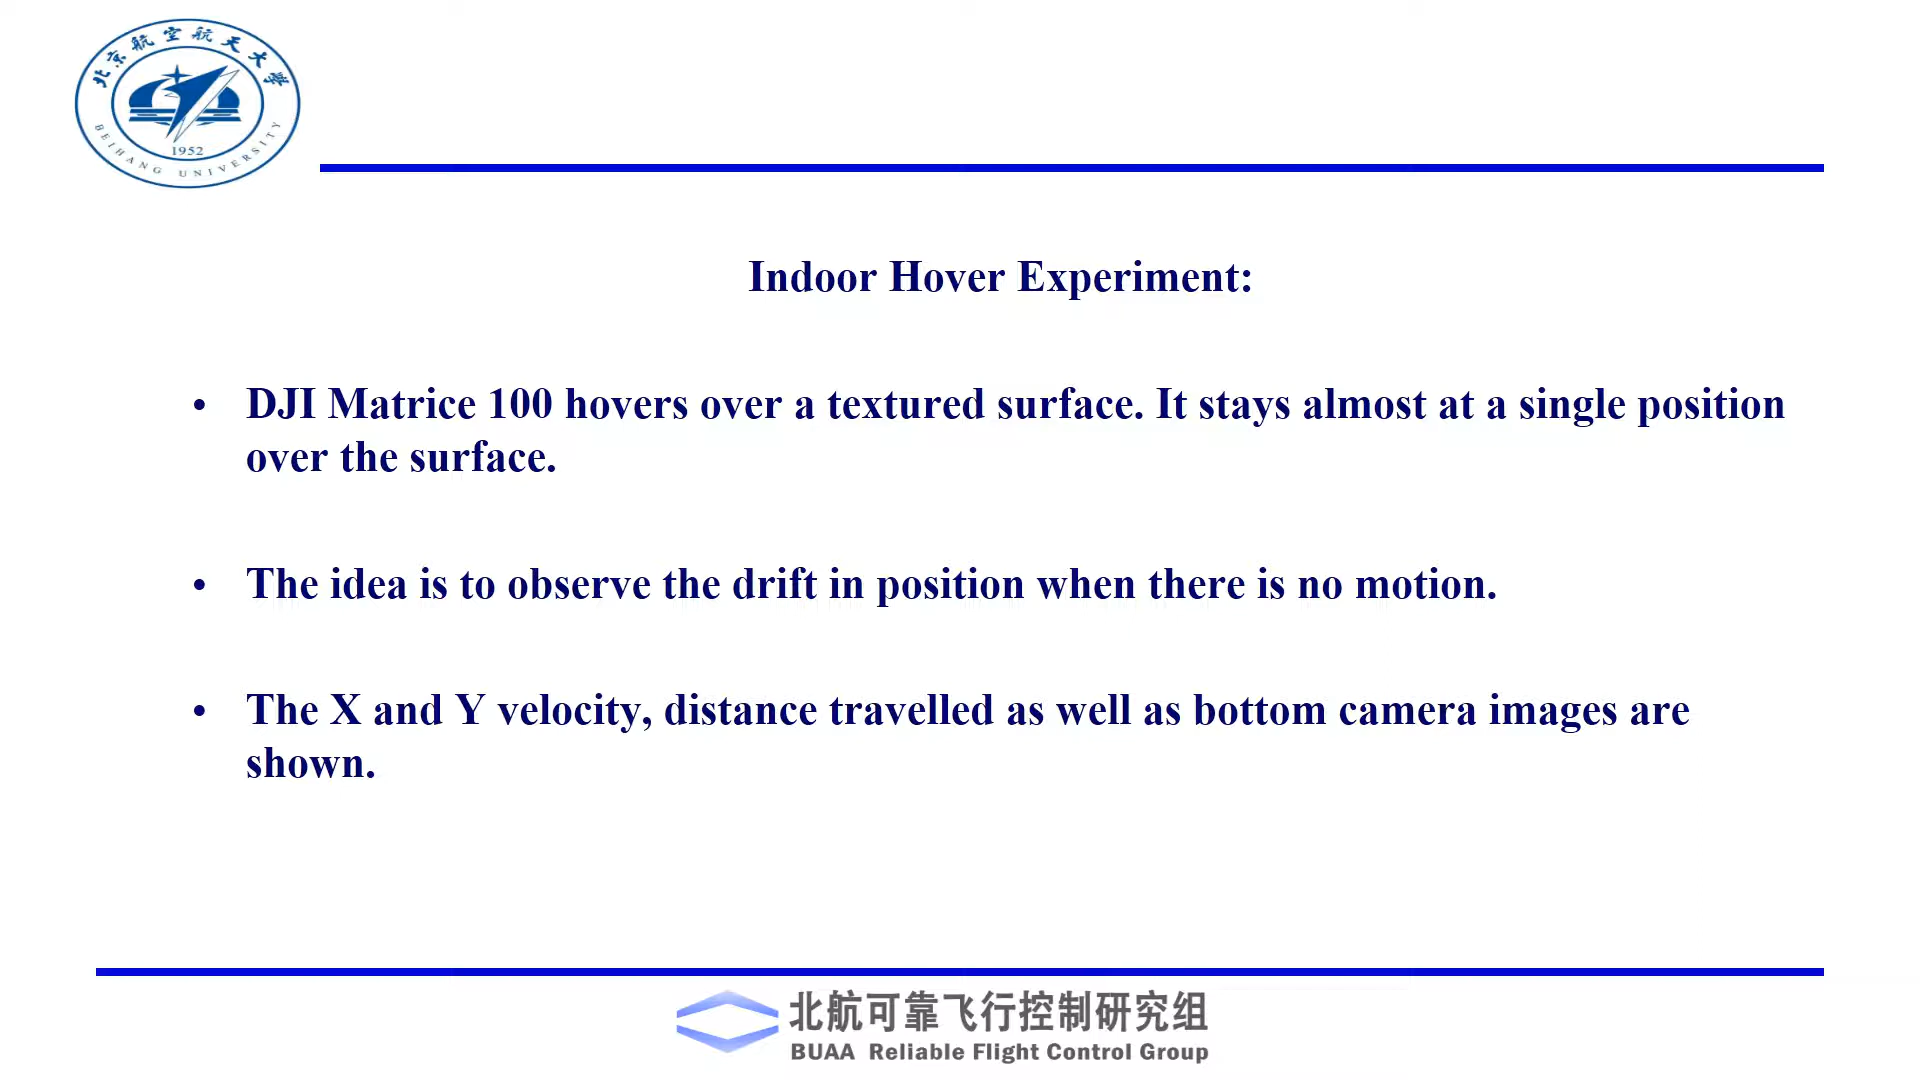 北京航空航天大学
1952
BEIHANG UNIVERSITY
Indoor Hover Experiment:
• DJI Matrice 100 hovers over a textured surface. It stays almost at a single position
over the surface.
• The idea is to observe the drift in position when there is no motion.
• The X and Y velocity, distance travelled as well as bottom camera images are
shown.
北航可靠飞行控制研究组
BUAA Reliable Flight Control Group